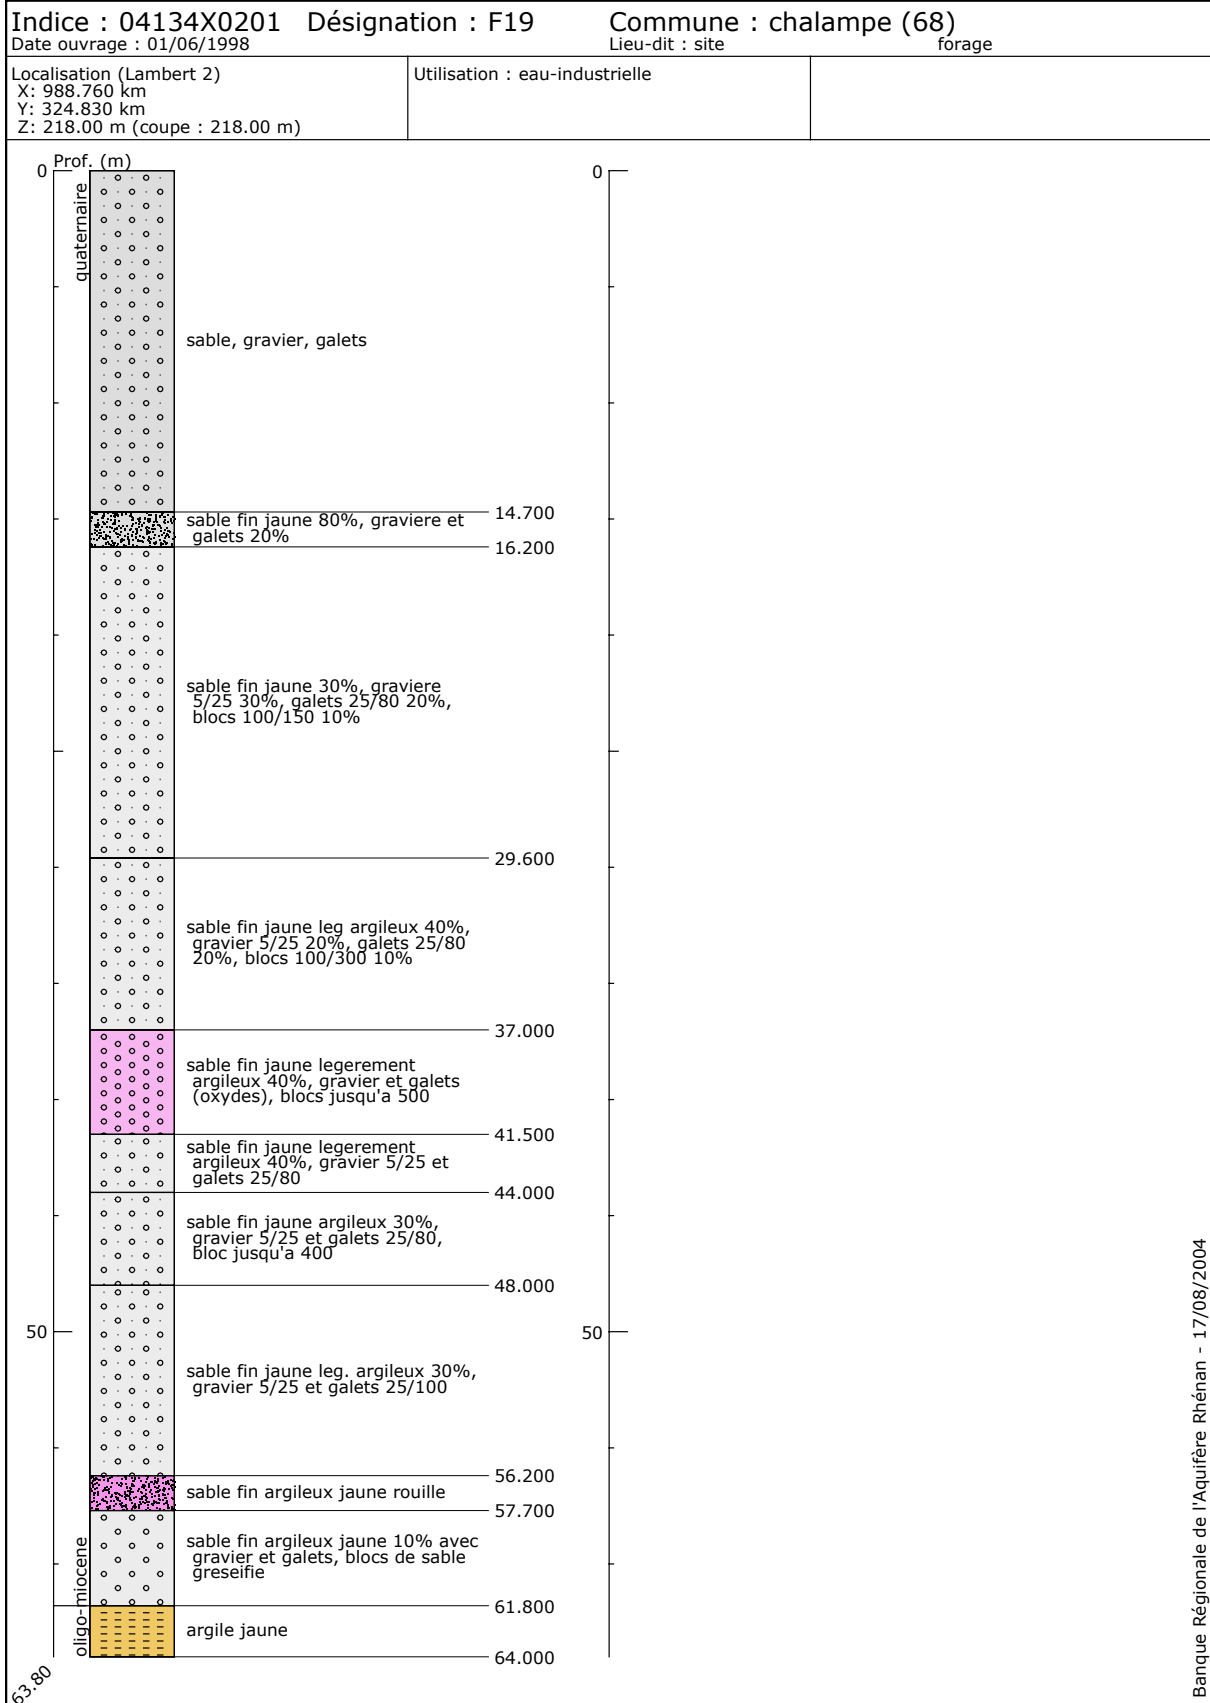 Indice : 04134X0201 Désignation : F19 Commune : chalampe (68)
Date ouvrage : 01/06/1998 Lieu-dit : site forage
Localisation (Lambert 2)
X: 988.760 km
Y: 324.830 km
Z: 218.00 m (coupe : 218.00 m)
Utilisation : eau-industrielle
Prof. (m)
0
0
quaternaire
sable, gravier, galets
14.700
sable fin jaune 80%, graviere et
galets 20%
16.200
sable fin jaune 30%, graviere
5/25 30%, galets 25/80 20%,
blocs 100/150 10%
29.600
sable fin jaune leg argileux 40%,
gravier 5/25 20%, galets 25/80
20%, blocs 100/300 10%
37.000
sable fin jaune legerement
argileux 40%, gravier et galets
(oxydes), blocs jusqu'a 500
41.500
sable fin jaune legerement
argileux 40%, gravier 5/25 et
galets 25/80
44.000
sable fin jaune argileux 30%,
gravier 5/25 et galets 25/80,
bloc jusqu'a 400
48.000
50
50
sable fin jaune leg. argileux 30%,
gravier 5/25 et galets 25/100
56.200
sable fin argileux jaune rouille
57.700
sable fin argileux jaune 10% avec
gravier et galets, blocs de sable
greseifie
61.800
oligo-miocene
argile jaune
64.000
63.80
Banque Régionale de l'Aquifère Rhénan - 17/08/2004